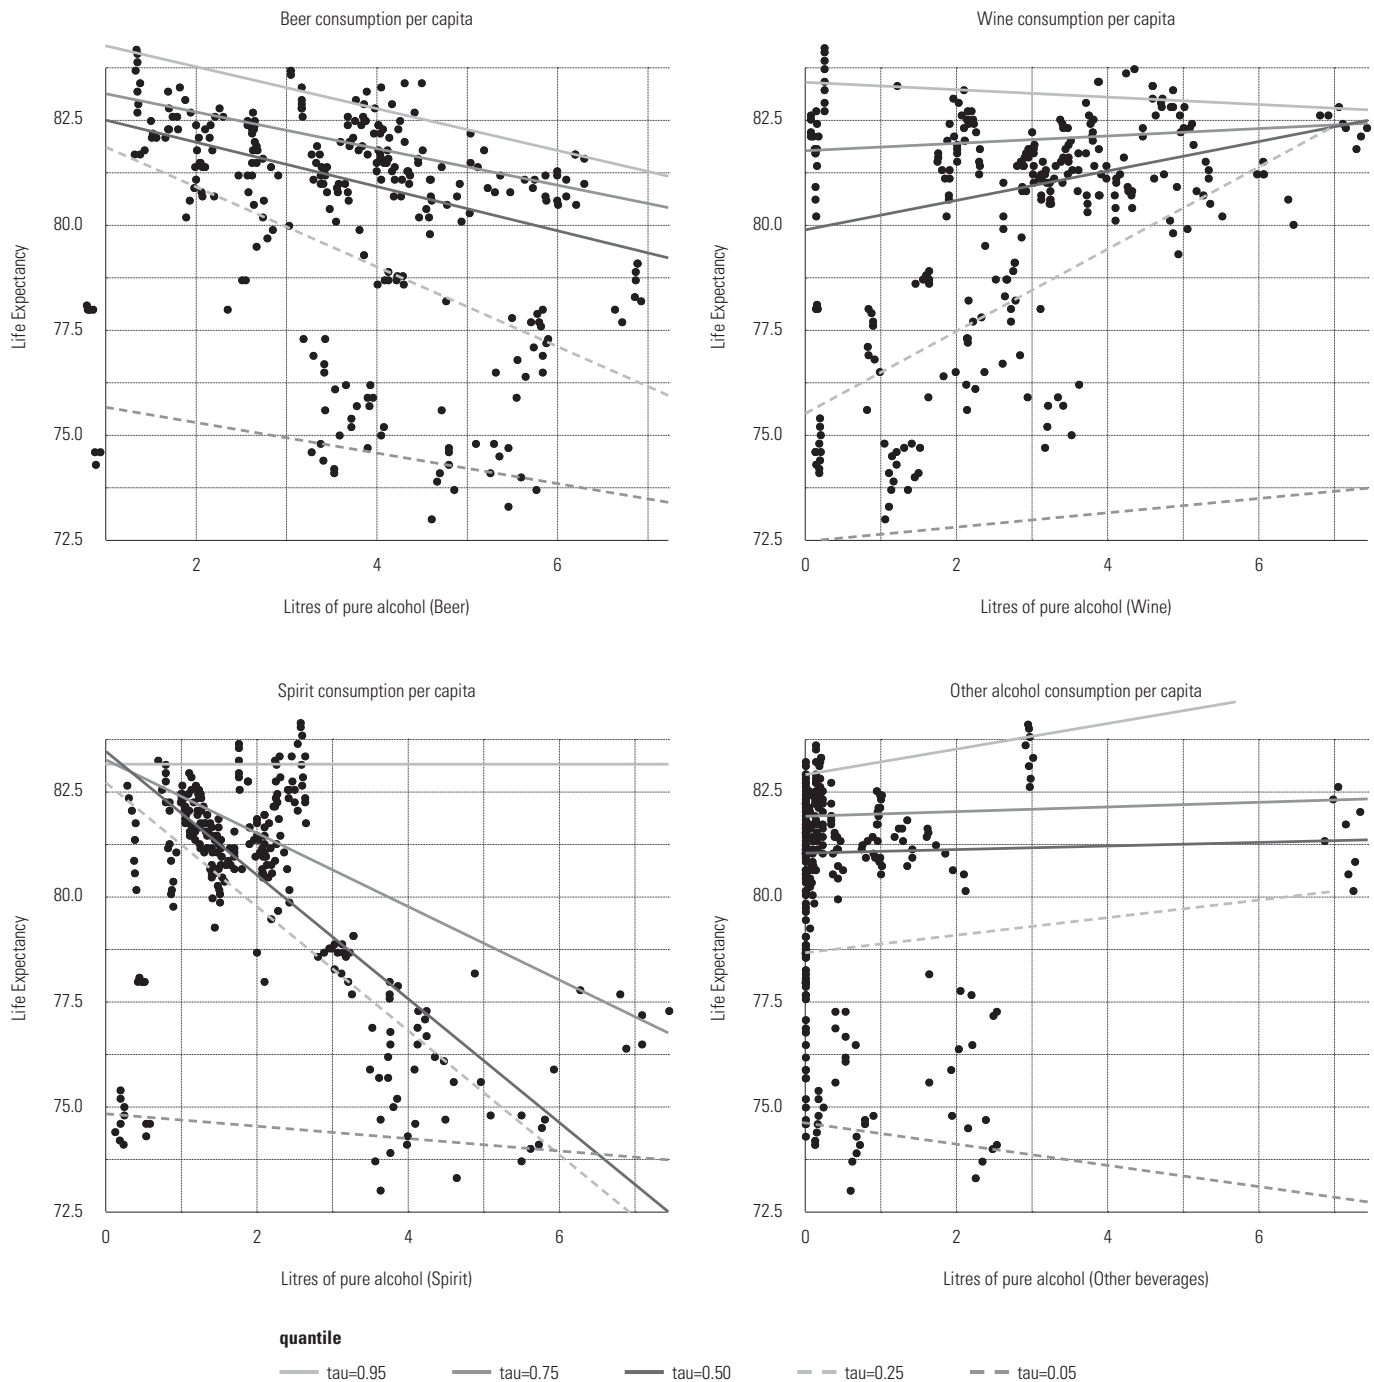 Beer consumption per capita
Wine consumption per capita
82.5
80.0
77.5
75.0
72.5
Life Expectancy
2 4 6
Litres of pure alcohol (Beer)
82.5
80.0
77.5
75.0
72.5
Life Expectancy
0 2 4 6
Litres of pure alcohol (Wine)
Spirit consumption per capita
Other alcohol consumption per capita
82.5
80.0
77.5
75.0
72.5
Life Expectancy
0 2 4 6
Litres of pure alcohol (Spirit)
82.5
80.0
77.5
75.0
72.5
Life Expectancy
0 2 4 6
Litres of pure alcohol (Other beverages)
quantile
tau=0.95 tau=0.75 tau=0.50 tau=0.25 tau=0.05